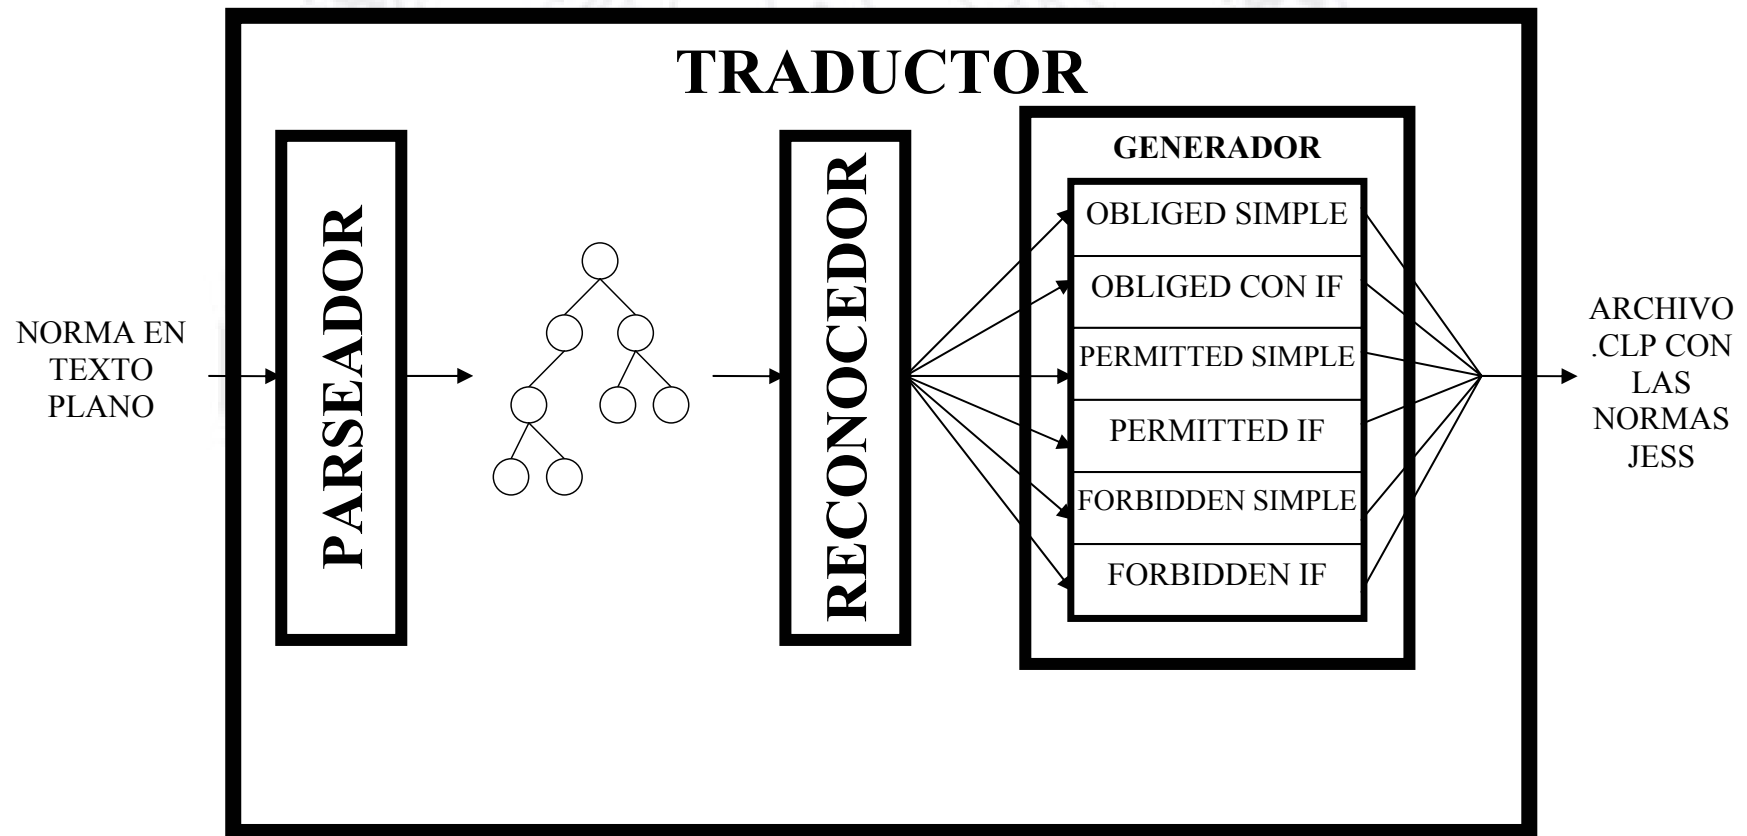 TRADUCTOR
NORMA EN
TEXTO
PLANO
PARSEADOR
RECONOCEDOR
GENERADOR
OBLIGED SIMPLE
OBLIGED CON IF
PERMITTED SIMPLE
PERMITTED IF
FORBIDDEN SIMPLE
FORBIDDEN IF
ARCHIVO
.CLP CON
LAS
NORMAS
JESS